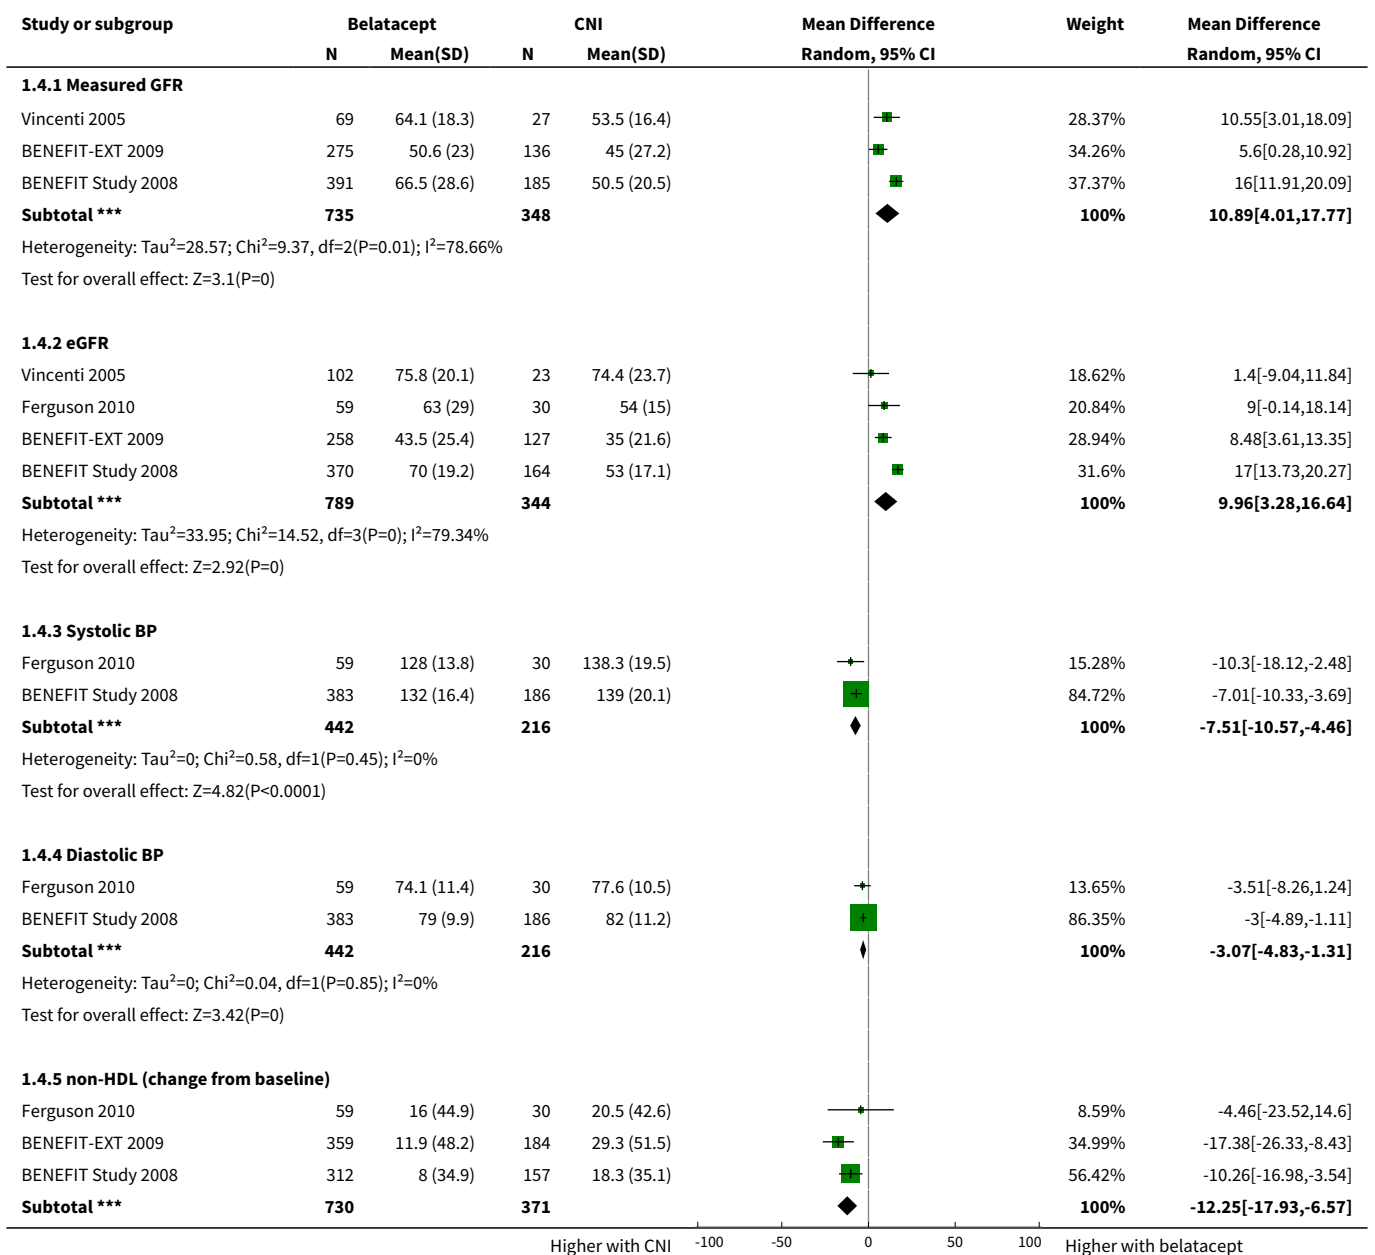 Study or subgroup Belatacept CNI Mean Difference Weight Mean Difference
N Mean(SD) N Mean(SD) Random, 95% CI Random, 95% CI
1.4.1 Measured GFR
Vincenti 2005 69 64.1 (18.3) 27 53.5 (16.4) 28.37% 10.55[3.01,18.09]
BENEFIT-EXT 2009 275 50.6 (23) 136 45 (27.2) 34.26% 5.6[0.28,10.92]
BENEFIT Study 2008 391 66.5 (28.6) 185 50.5 (20.5) 37.37% 16[11.91,20.09]
Subtotal *** 735 348 100% 10.89[4.01,17.77]
Heterogeneity: Tau²=28.57; Chi²=9.37, df=2(P=0.01); I²=78.66%
Test for overall effect: Z=3.1(P=0)
1.4.2 eGFR
Vincenti 2005 102 75.8 (20.1) 23 74.4 (23.7) 18.62% 1.4[-9.04,11.84]
Ferguson 2010 59 63 (29) 30 54 (15) 20.84% 9[-0.14,18.14]
BENEFIT-EXT 2009 258 43.5 (25.4) 127 35 (21.6) 28.94% 8.48[3.61,13.35]
BENEFIT Study 2008 370 70 (19.2) 164 53 (17.1) 31.6% 17[13.73,20.27]
Subtotal *** 789 344 100% 9.96[3.28,16.64]
Heterogeneity: Tau²=33.95; Chi²=14.52, df=3(P=0); I²=79.34%
Test for overall effect: Z=2.92(P=0)
1.4.3 Systolic BP
Ferguson 2010 59 128 (13.8) 30 138.3 (19.5) 15.28% -10.3[-18.12,-2.48]
BENEFIT Study 2008 383 132 (16.4) 186 139 (20.1) 84.72% -7.01[-10.33,-3.69]
Subtotal *** 442 216 100% -7.51[-10.57,-4.46]
Heterogeneity: Tau²=0; Chi²=0.58, df=1(P=0.45); I²=0%
Test for overall effect: Z=4.82(P<0.0001)
1.4.4 Diastolic BP
Ferguson 2010 59 74.1 (11.4) 30 77.6 (10.5) 13.65% -3.51[-8.26,1.24]
BENEFIT Study 2008 383 79 (9.9) 186 82 (11.2) 86.35% -3[-4.89,-1.11]
Subtotal *** 442 216 100% -3.07[-4.83,-1.31]
Heterogeneity: Tau²=0; Chi²=0.04, df=1(P=0.85); I²=0%
Test for overall effect: Z=3.42(P=0)
1.4.5 non-HDL (change from baseline)
Ferguson 2010 59 16 (44.9) 30 20.5 (42.6) 8.59% -4.46[-23.52,14.6]
BENEFIT-EXT 2009 359 11.9 (48.2) 184 29.3 (51.5) 34.99% -17.38[-26.33,-8.43]
BENEFIT Study 2008 312 8 (34.9) 157 18.3 (35.1) 56.42% -10.26[-16.98,-3.54]
Subtotal *** 730 371 100% -12.25[-17.93,-6.57]
Higher with CNI -100 -50 0 50 100 Higher with belatacept